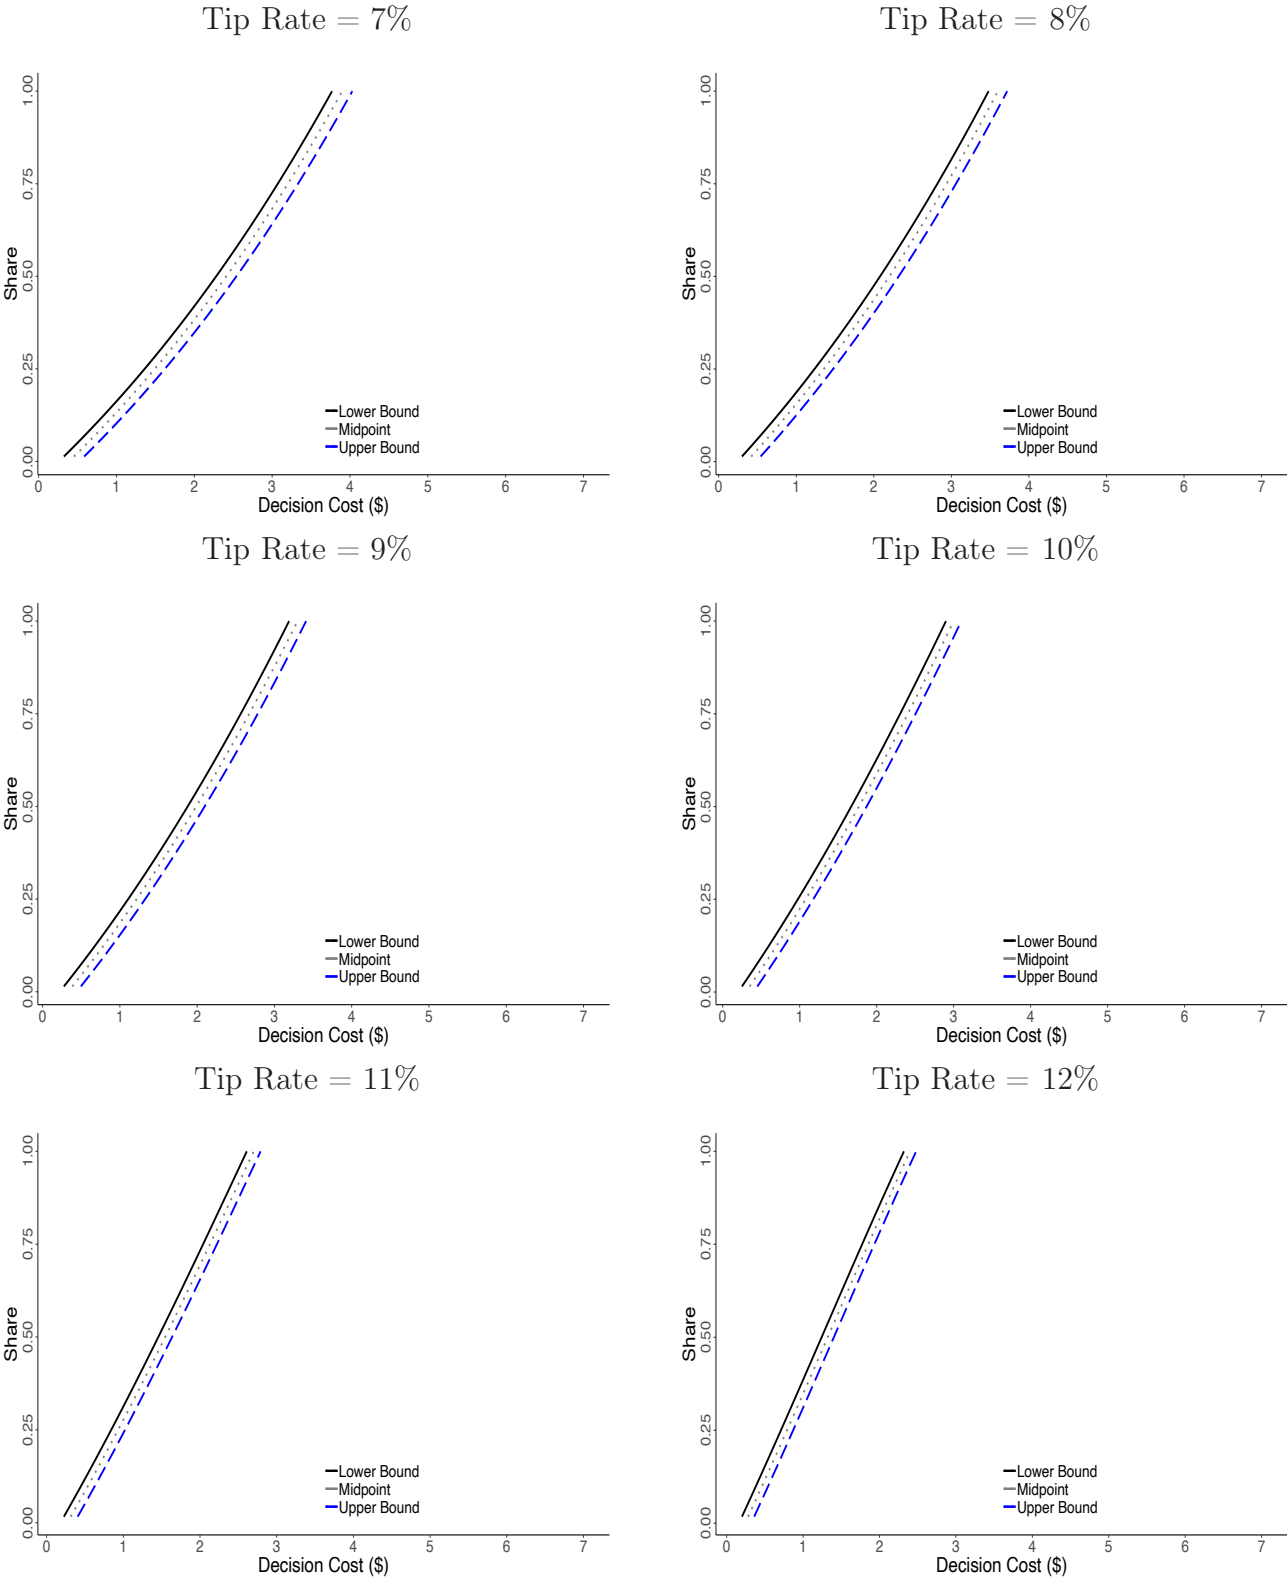 Tip Rate = 7%
1.00
0.75
0.50
0.25
0.00
Share
Lower Bound
Midpoint
Upper Bound
0 1 2 3 4 5 6 7
Decision Cost ($)
Tip Rate = 8%
1.00
0.75
0.50
0.25
0.00
Share
Lower Bound
Midpoint
Upper Bound
0 1 2 3 4 5 6 7
Decision Cost ($)
Tip Rate = 9%
1.00
0.75
0.50
0.25
0.00
Share
Lower Bound
Midpoint
Upper Bound
0 1 2 3 4 5 6 7
Decision Cost ($)
Tip Rate = 10%
1.00
0.75
0.50
0.25
0.00
Share
Lower Bound
Midpoint
Upper Bound
0 1 2 3 4 5 6 7
Decision Cost ($)
Tip Rate = 11%
1.00
0.75
0.50
0.25
0.00
Share
Lower Bound
Midpoint
Upper Bound
0 1 2 3 4 5 6 7
Decision Cost ($)
Tip Rate = 12%
1.00
0.75
0.50
0.25
0.00
Share
Lower Bound
Midpoint
Upper Bound
0 1 2 3 4 5 6 7
Decision Cost ($)